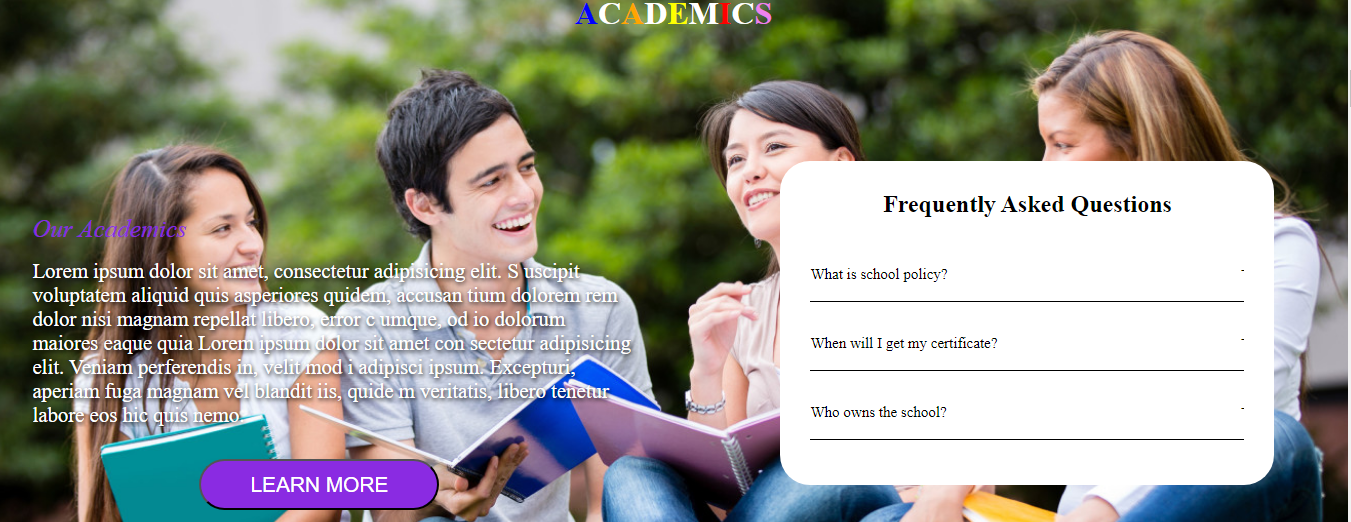 ACADEMICS
Our Academics
Lorem ipsum dolor sit amet, consectetur adipisicing elit. S uscipit
voluptatem aliquid quis asperiores quidem, accusan tium dolorem rem
dolor nisi magnam repellat libero, error c umque, od io dolorum
maiores eaque quia Lorem ipsum dolor sit amet con sectetur adipisicing
elit. Veniam perferendis in, velit mod i adipisci ipsum. Excepturi,
aperiam fuga magnam vel blandit iis, quide m veritatis, libero tenetur
labore eos hic quis nemo.
LEARN MORE
Frequently Asked Questions
What is school policy? -
When will I get my certificate? -
Who owns the school? -